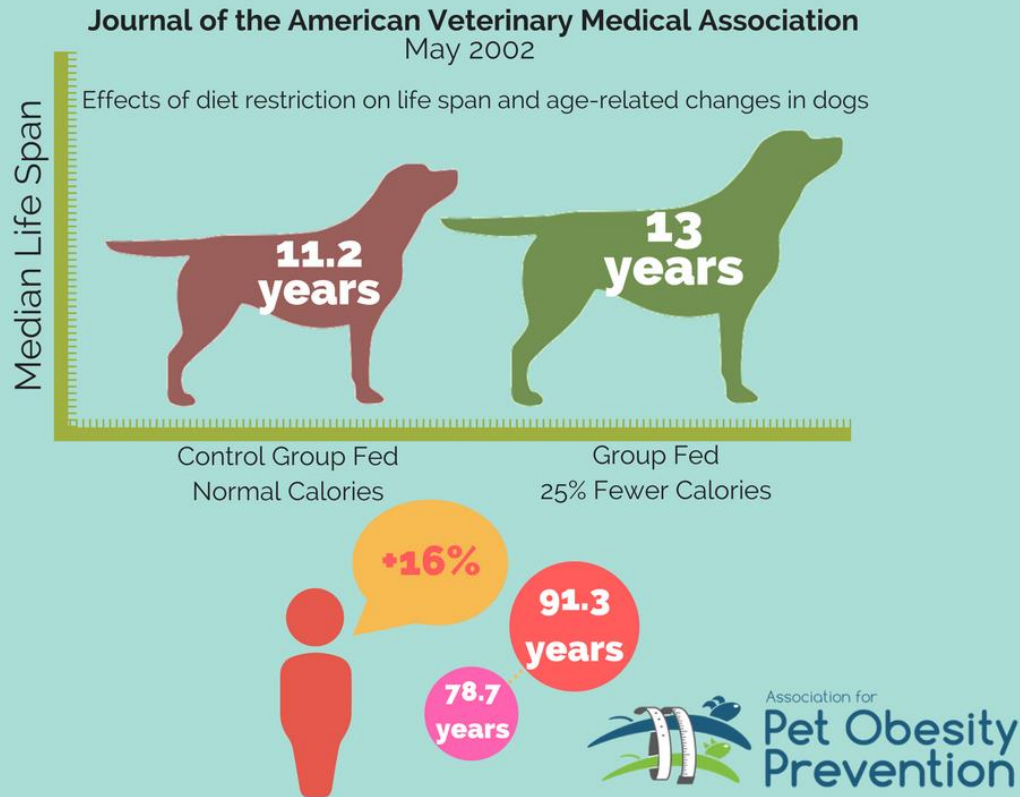 Journal of the American Veterinary Medical Association
May 2002
Effects of diet restriction on life span and age-related changes in dogs
Median Life Span
11.2
years
13
years
Control Group Fed
Normal Calories
Group Fed
25% Fewer Calories
+16%
91.3
years
78.7
years
Association for
Pet Obesity
Prevention